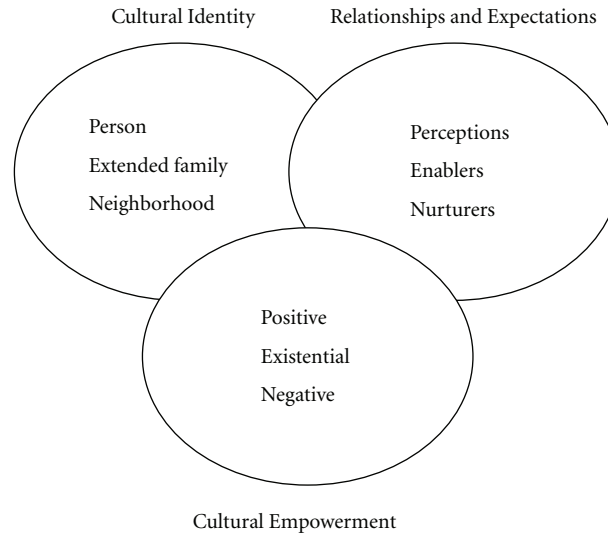 Cultural Identity
Relationships and Expectations
Person
Extended family
Neighborhood
Perceptions
Enablers
Nurturers
Positive
Existential
Negative
Cultural Empowerment